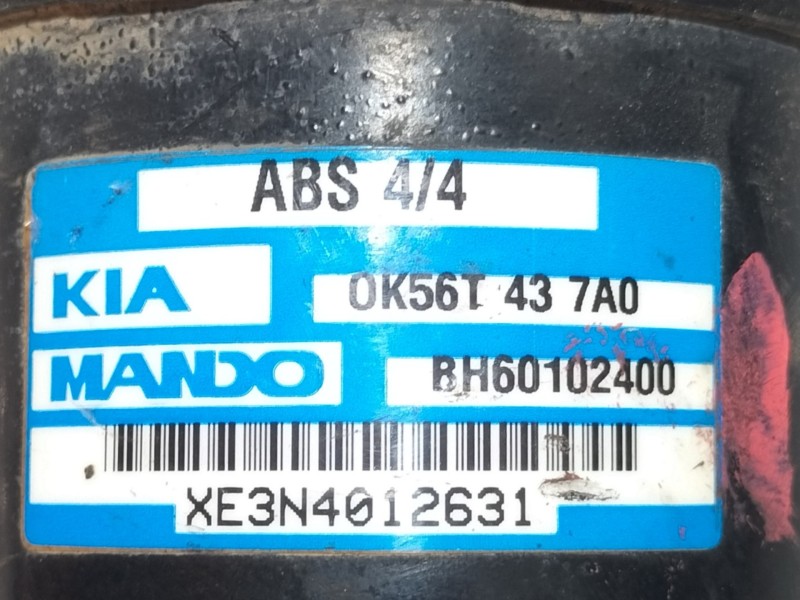 ABS 4/4
KIA 0K56T 43 7A0
MANDO BH60102400
XE3N4012631